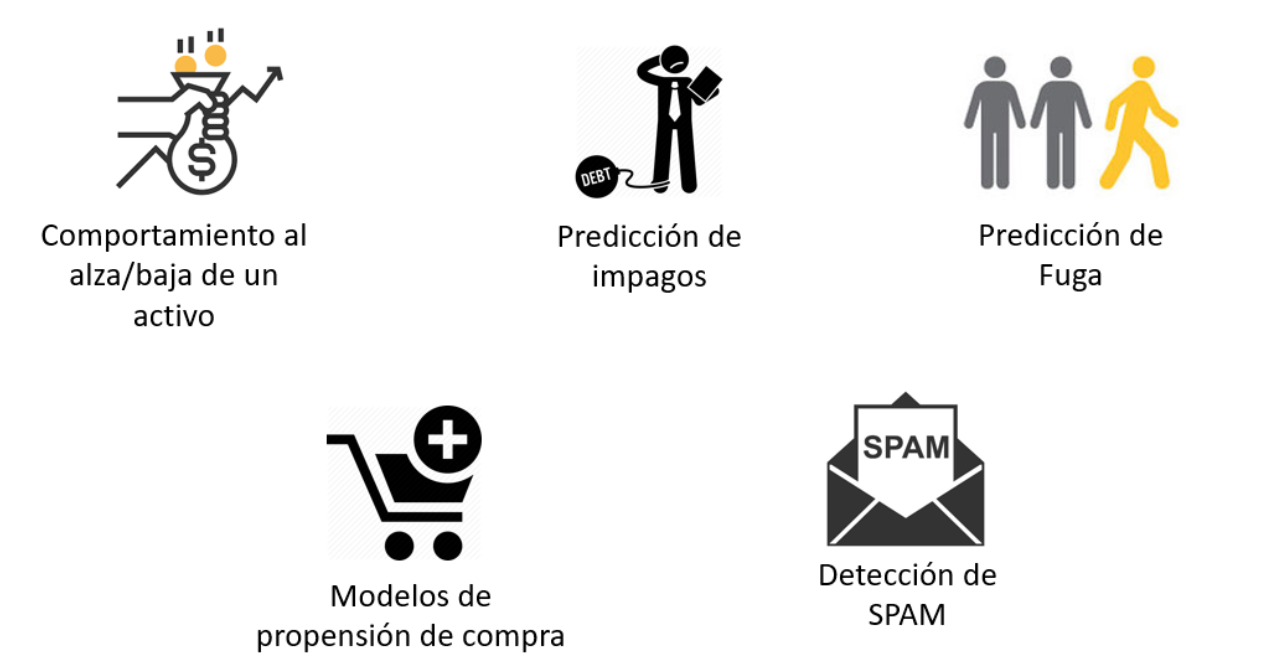 Comportamiento al
alza/baja de un
activo
DEBT
Predicción de
impagos
Predicción de
Fuga
Modelos de
propensión de compra
SPAM
Detección de
SPAM